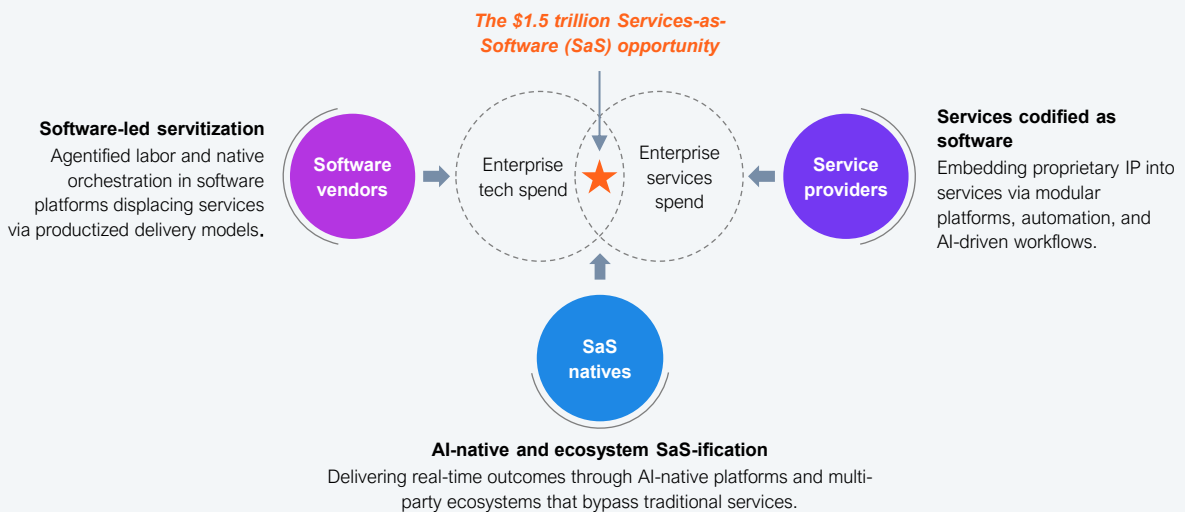 The $1.5 trillion Services-as-
Software (SaS) opportunity
Software-led servitization
Agentified labor and native
orchestration in software
platforms displacing services
via productized delivery models.
Software
vendors
Enterprise
tech spend
Enterprise
services
spend
Service
providers
Services codified as
software
Embedding proprietary IP into
services via modular
platforms, automation, and
AI-driven workflows.
SaS
natives
AI-native and ecosystem SaS-ification
Delivering real-time outcomes through AI-native platforms and multi-
party ecosystems that bypass traditional services.